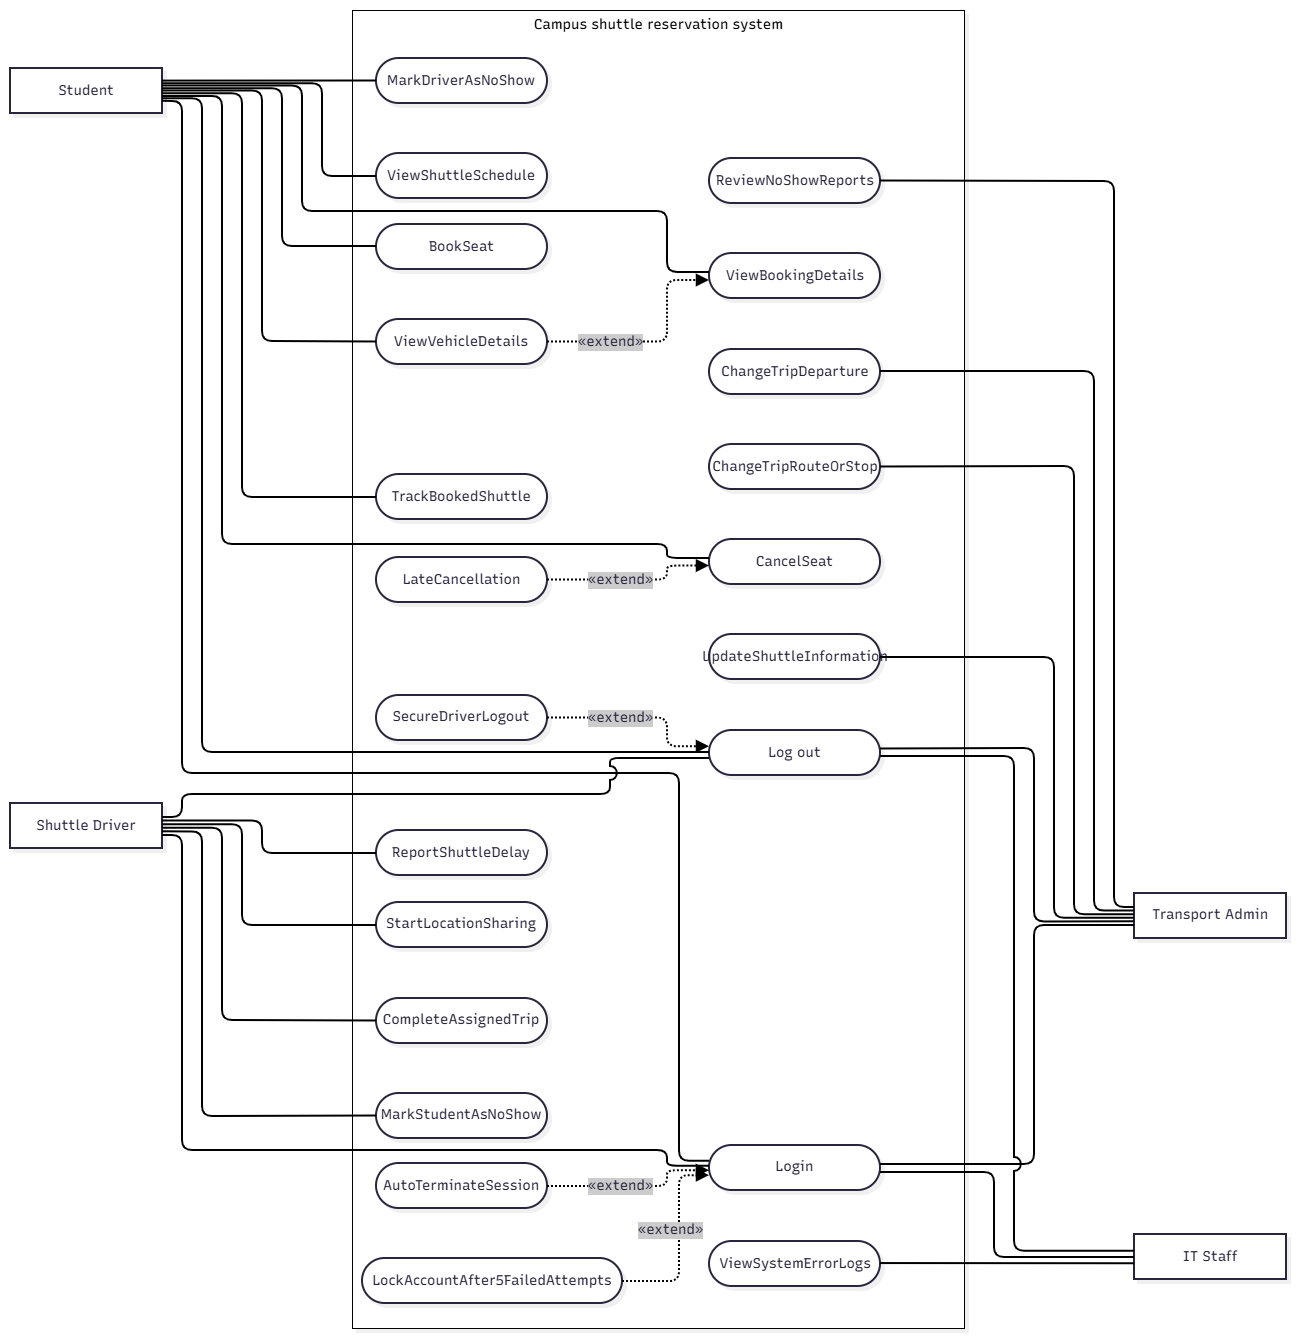 Campus shuttle reservation system
Student
MarkDriverAsNoShow
ViewShuttleSchedule
ReviewNoShowReports
BookSeat
ViewBookingDetails
ViewVehicleDetails
«extend»
ChangeTripDeparture
ChangeTripRouteOrStop
TrackBookedShuttle
CancelSeat
LateCancellation
«extend»
UpdateShuttleInformation
SecureDriverLogout
«extend»
Log out
Shuttle Driver
ReportShuttleDelay
StartLocationSharing
Transport Admin
CompleteAssignedTrip
MarkStudentAsNoShow
Login
AutoTerminateSession
«extend»
«extend»
ViewSystemErrorLogs
IT Staff
LockAccountAfter5FailedAttempts